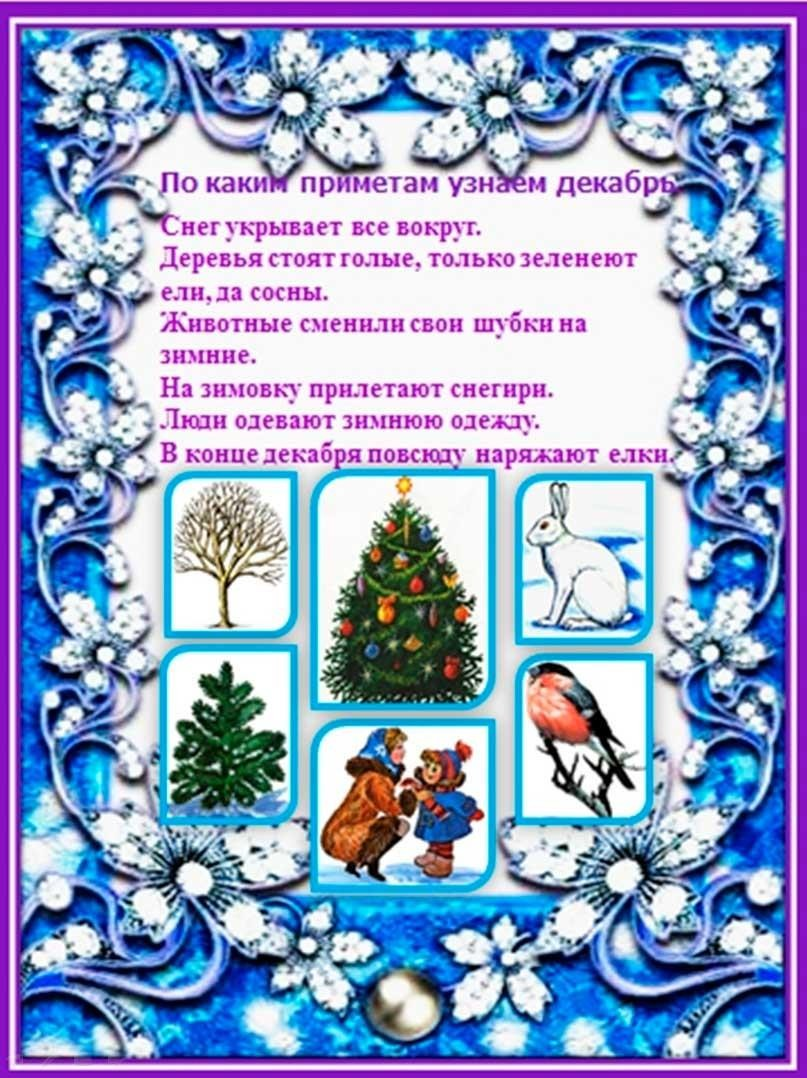 По каким приметам узнаем декабрь
Снег укрывает все вокруг.
Деревья стоят голые, только зеленеют
ели, да сосны.
Животные сменили свои шубки на
зимние.
На зимовку прилетают снегири.
Люди одевают зимнюю одежду.
В конце декабря повсюду наряжают елки.